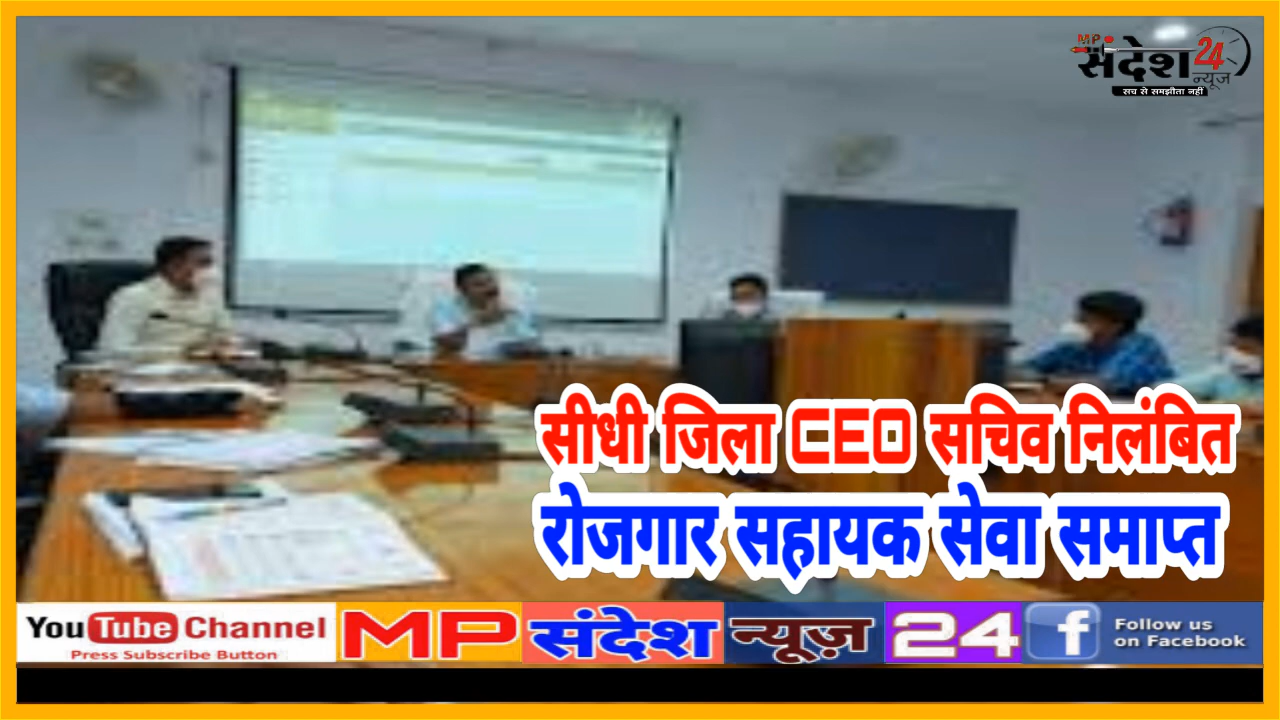 MP
संदेश 24
न्यूज
सच से समझौता नहीं
सीधी जिला CEO सचिव निलंबित
रोजगार सहायक सेवा समाप्त
YouTube Channel
Press Subscribe Button
MP संदेश न्यूज़ 24
f
Follow us
on Facebook